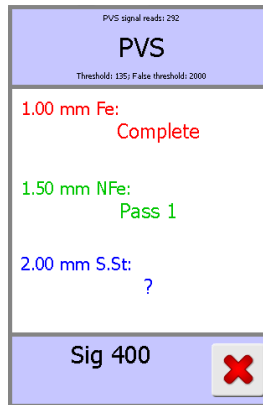 PVS signal reads: 292
PVS
Threshold: 135; False threshold: 2000
1.00 mm Fe:
Complete
1.50 mm NFe:
Pass 1
2.00 mm S.St:
?
Sig 400